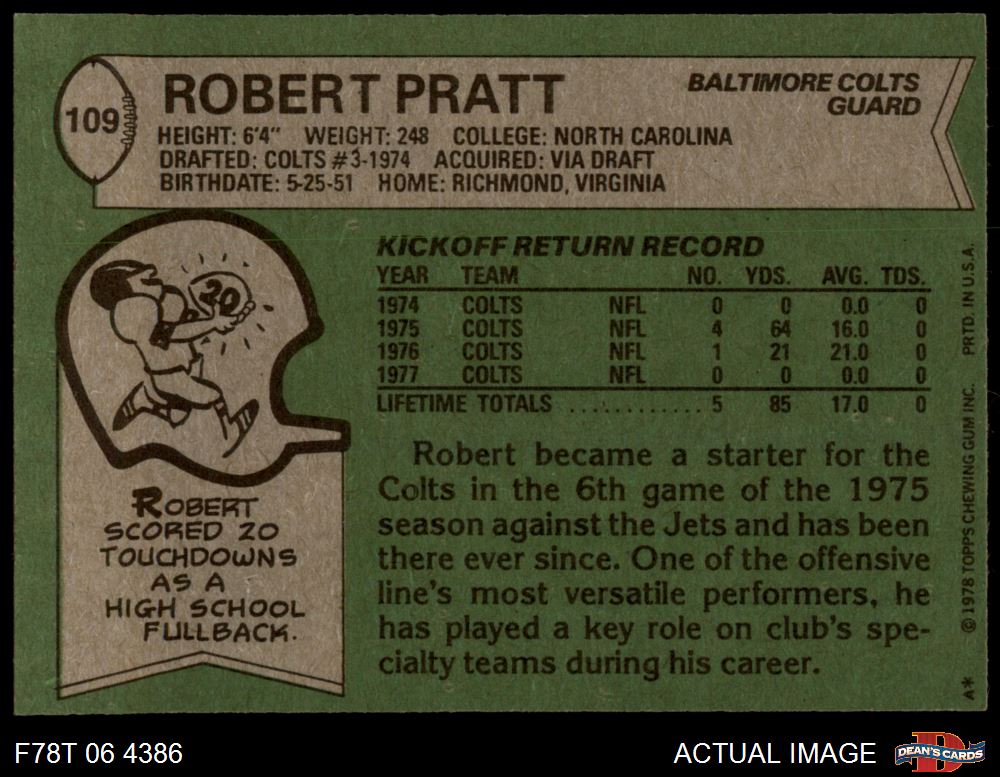 109
ROBERT PRATT
BALTIMORE COLTS
GUARD
HEIGHT: 6'4" WEIGHT: 248 COLLEGE: NORTH CAROLINA
DRAFTED: COLTS #3-1974 ACQUIRED: VIA DRAFT
BIRTHDATE: 5-25-51 HOME: RICHMOND, VIRGINIA
20
ROBERT
SCORED 20
TOUCHDOWNS
AS A
HIGH SCHOOL
FULLBACK.
KICKOFF RETURN RECORD
YEAR TEAM NO. YDS. AVG. TDS.
1974 COLTS NFL 0 0 0.0 0
1975 COLTS NFL 4 64 16.0 0
1976 COLTS NFL 1 21 21.0 0
1977 COLTS NFL 0 0 0.0 0
LIFETIME TOTALS ............ 5 85 17.0 0
Robert became a starter for the
Colts in the 6th game of the 1975
season against the Jets and has been
there ever since. One of the offensive
line's most versatile performers, he
has played a key role on club's spe-
cialty teams during his career.
A* © 1978 TOPPS CHEWING GUM INC. PRTD. IN U.S.A.
F78T 06 4386
ACTUAL IMAGE
D
DEAN'S CARDS